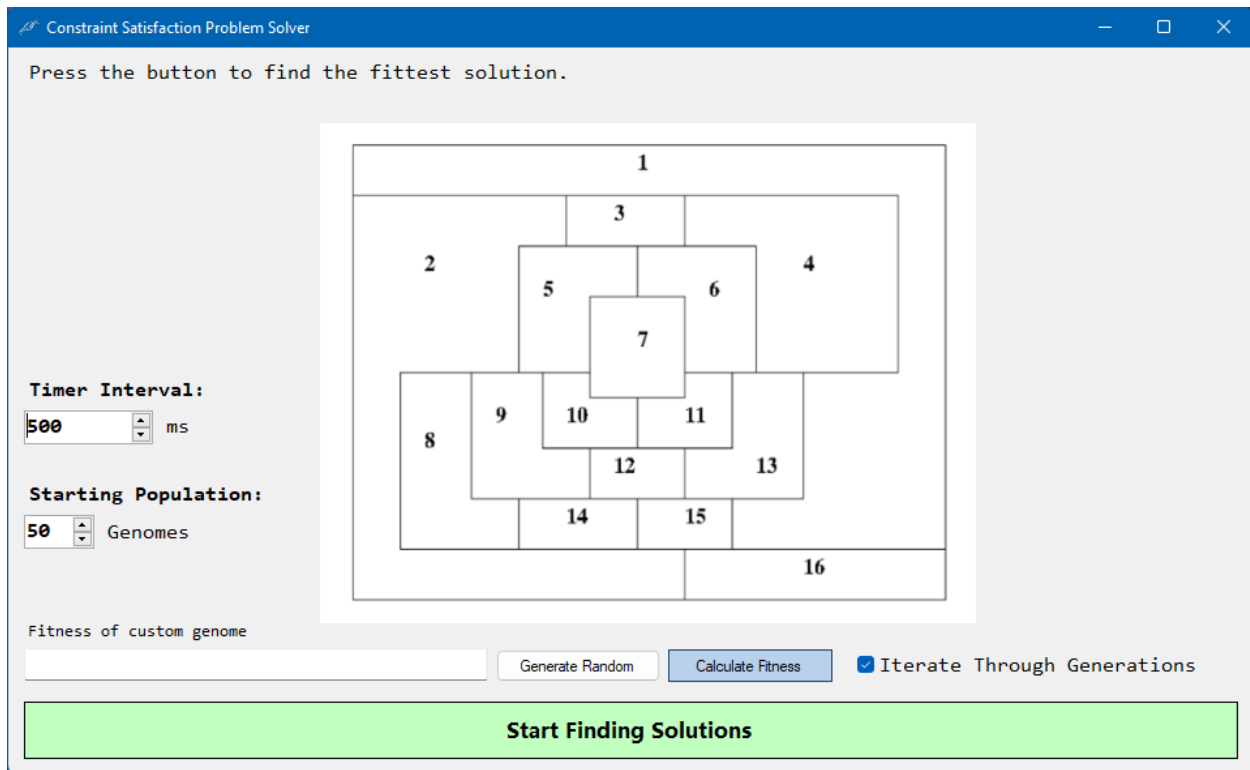 Constraint Satisfaction Problem Solver
Press the button to find the fittest solution.
1
3
2
4
5
6
7
Timer Interval:
500 ms
9
10
11
8
12
13
Starting Population:
50 Genomes
14
15
16
Fitness of custom genome
Generate Random
Calculate Fitness
Iterate Through Generations
Start Finding Solutions